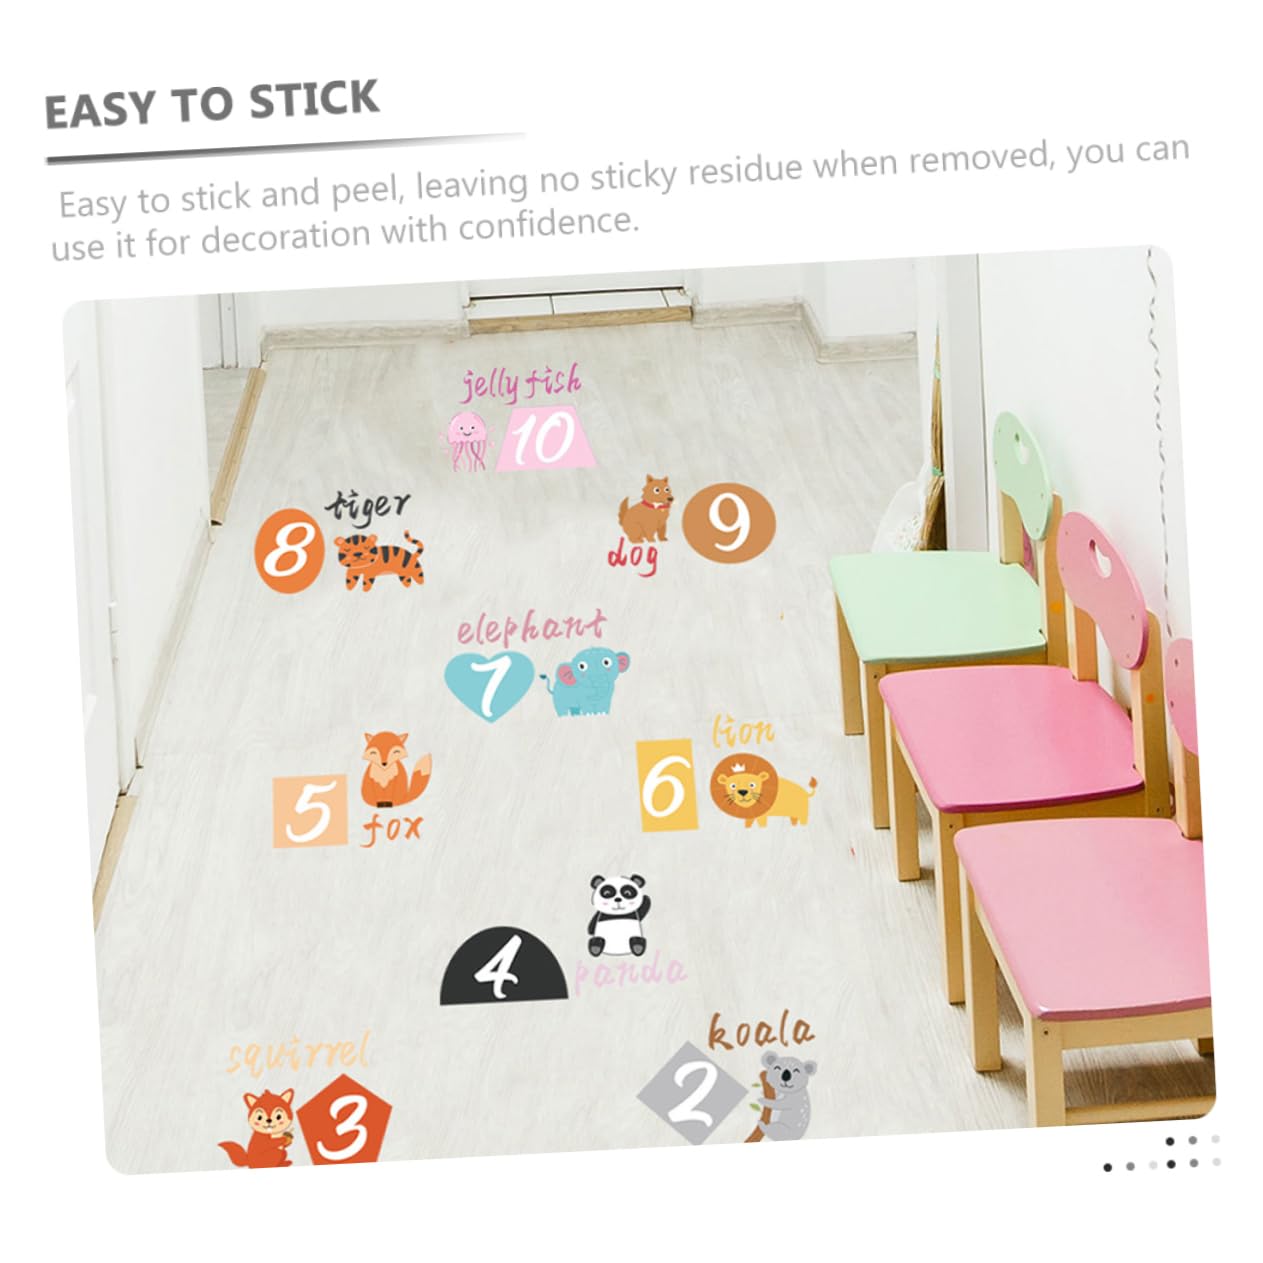 EASY TO STICK
Easy to stick and peel, leaving no sticky residue when removed, you can
use it for decoration with confidence.
jelly fish
10
tiger
8
9
dog
elephant
7
lion
5
6
fox
4
panda
koala
squirrel
2
3